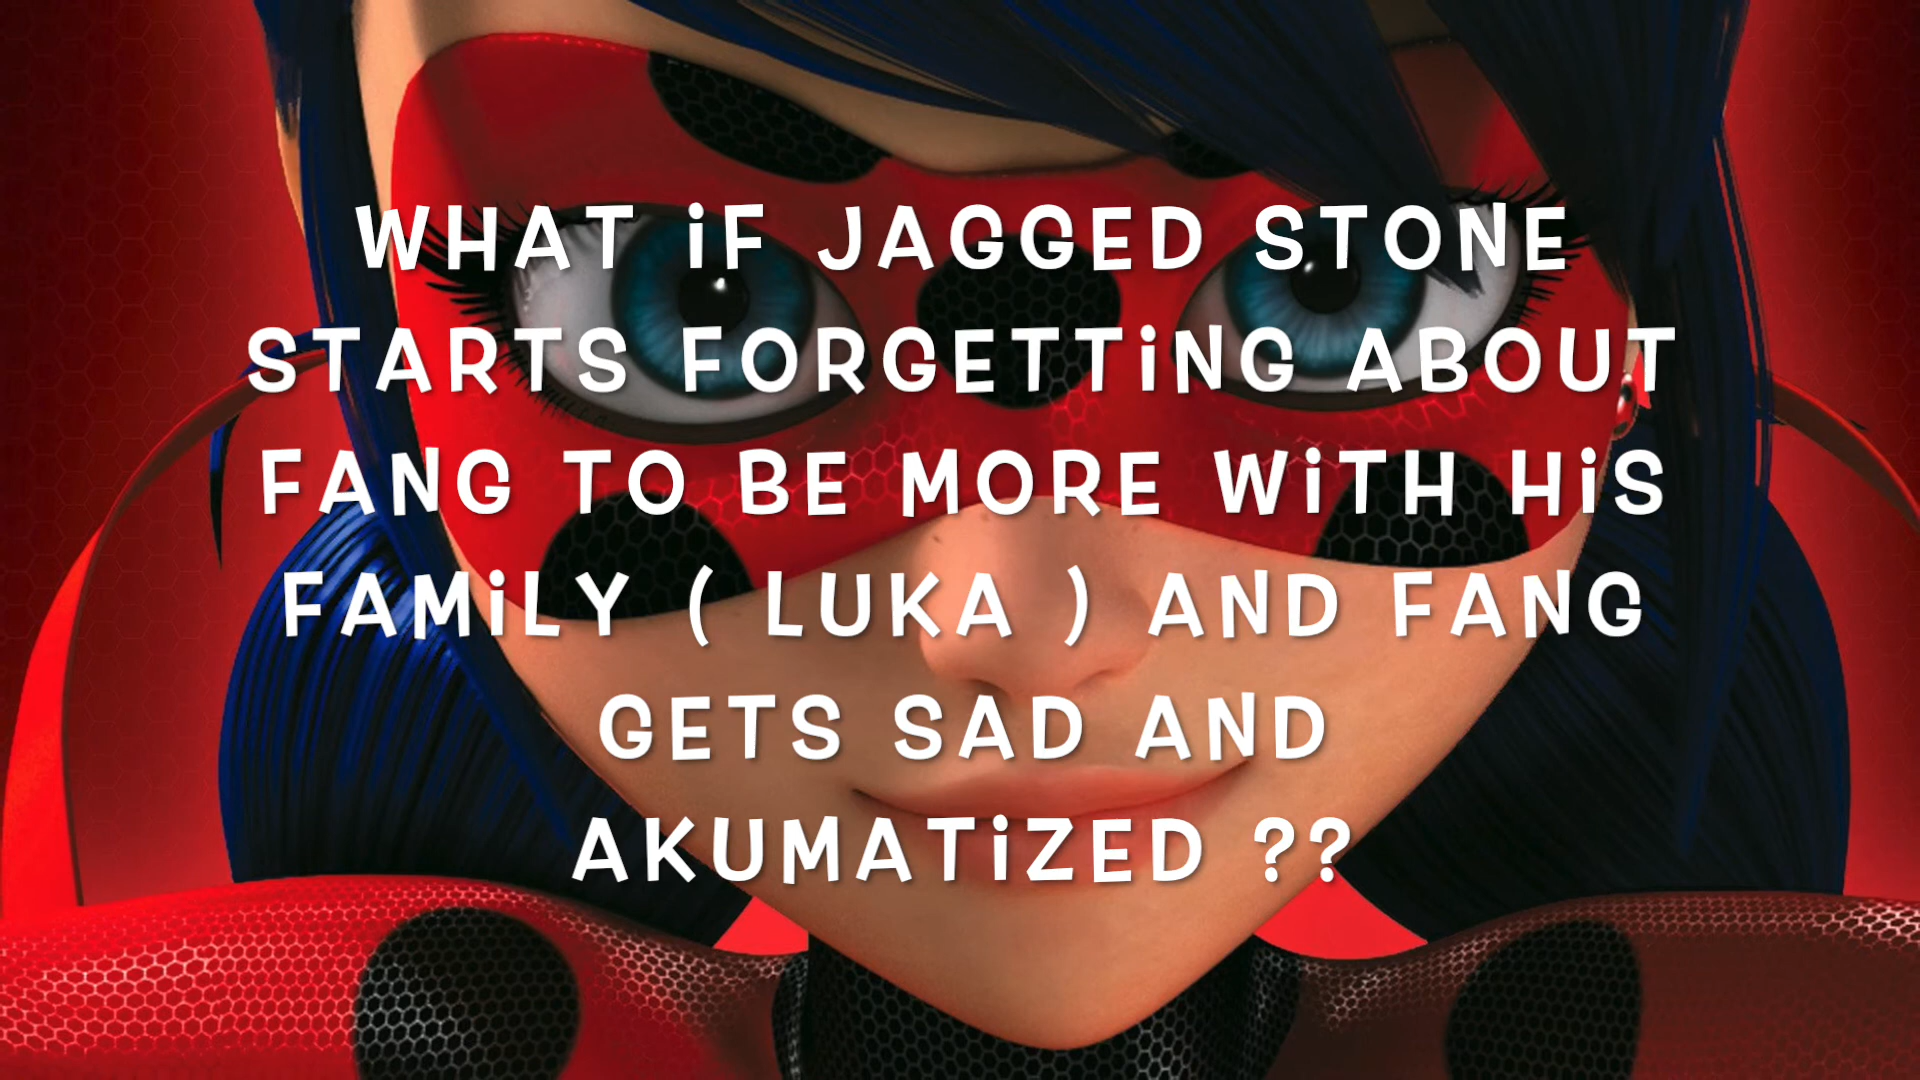 WHAT iF JAGGED STONE
STARTS FORGETTiNG ABOUT
FANG TO BE MORE WiTH HiS
FAMiLY ( LUKA ) AND FANG
GETS SAD AND
AKUMATiZED ??